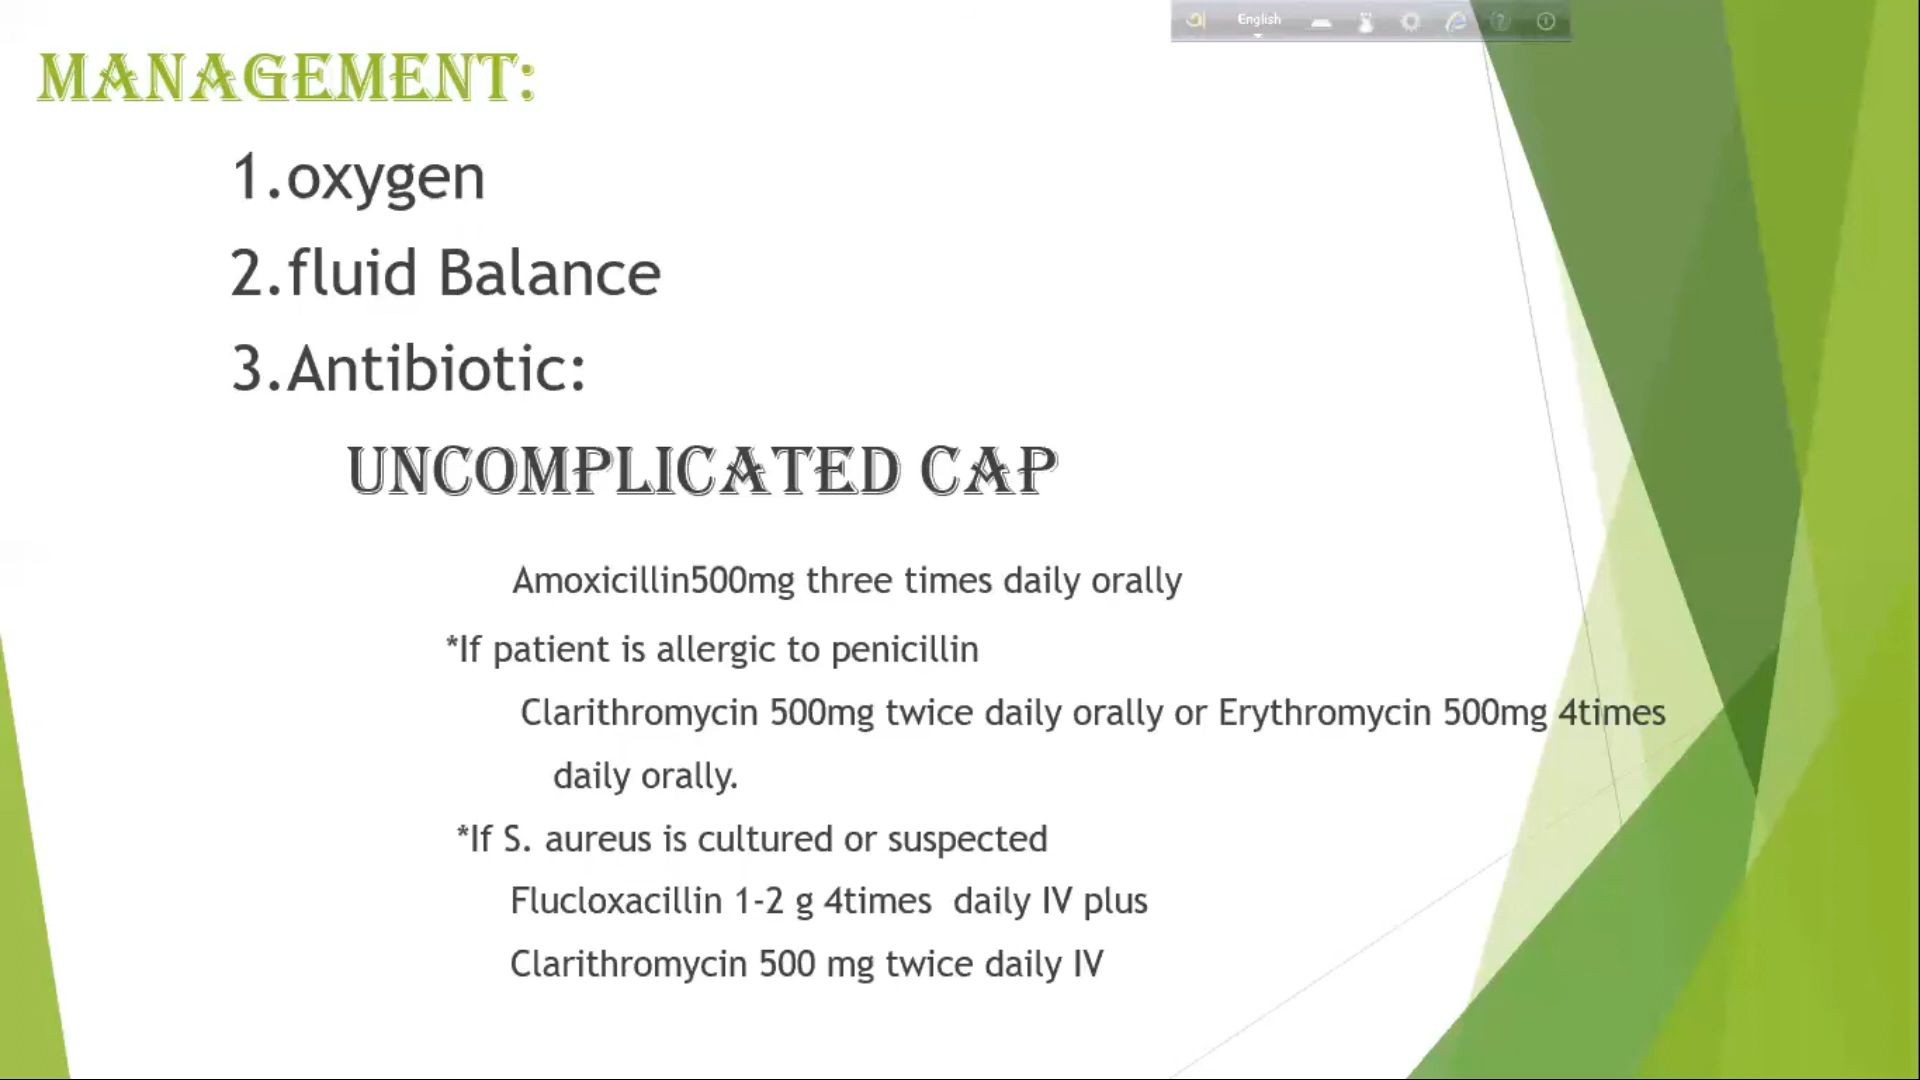 অ English
MANAGEMENT:
1.oxygen
2.fluid Balance
3.Antibiotic:
UNCOMPLICATED CAP
Amoxicillin500mg three times daily orally
*If patient is allergic to penicillin
Clarithromycin 500mg twice daily orally or Erythromycin 500mg 4times
daily orally.
*If S. aureus is cultured or suspected
Flucloxacillin 1-2 g 4times daily IV plus
Clarithromycin 500 mg twice daily IV